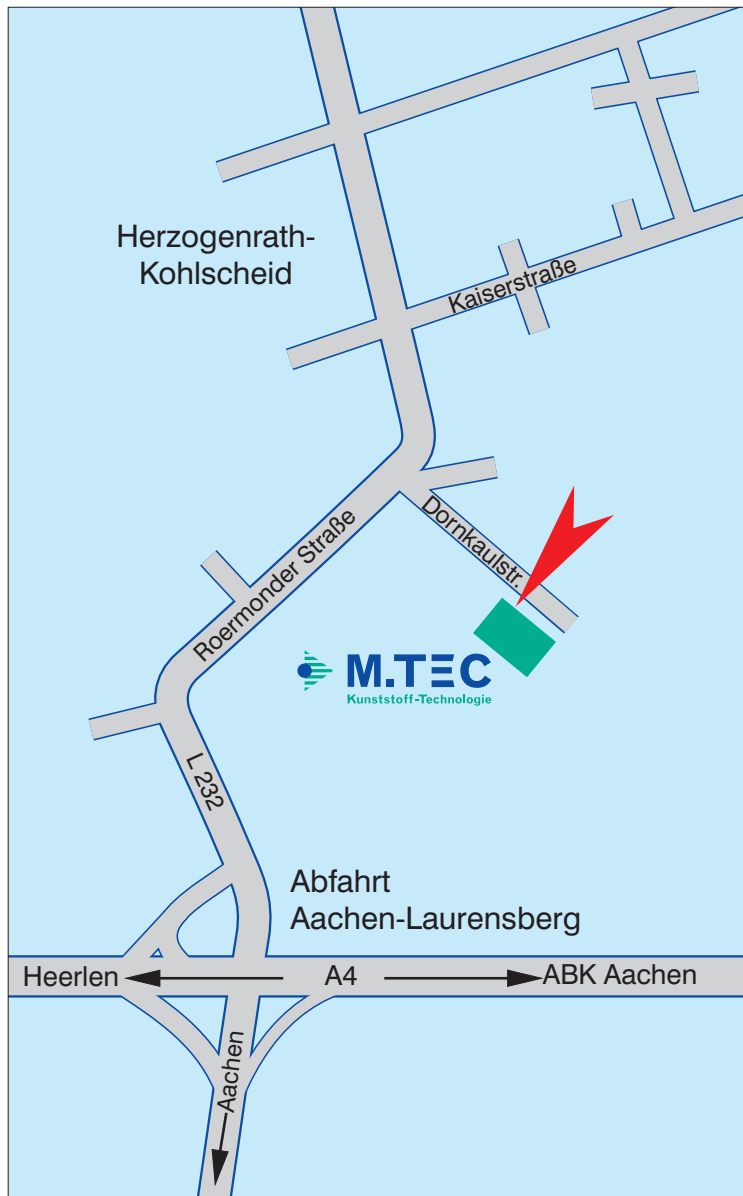 Herzogenrath-
Kohlscheid
Kaiserstraße
Dornkaulstr.
Roermonder Straße
M.TEC
Kunststoff-Technologie
L 232
Abfahrt
Aachen-Laurensberg
Heerlen
A4
ABK Aachen
Aachen